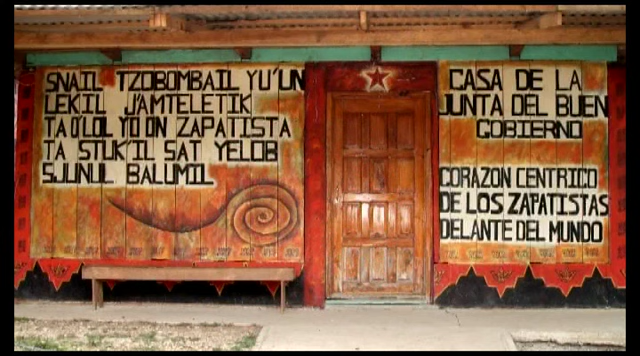 SNAIL TZOBOMBAIL YU'UN
LEKIL J'AMTELETIK
TA O'LOL YO'ON ZAPATISTA
TA STUK'IL SAT YELOB
SJUNUL BALUMIL
CASA DE LA
JUNTA DEL BUEN
GOBIERNO
CORAZON CENTRICO
DE LOS ZAPATISTAS
DELANTE DEL MUNDO